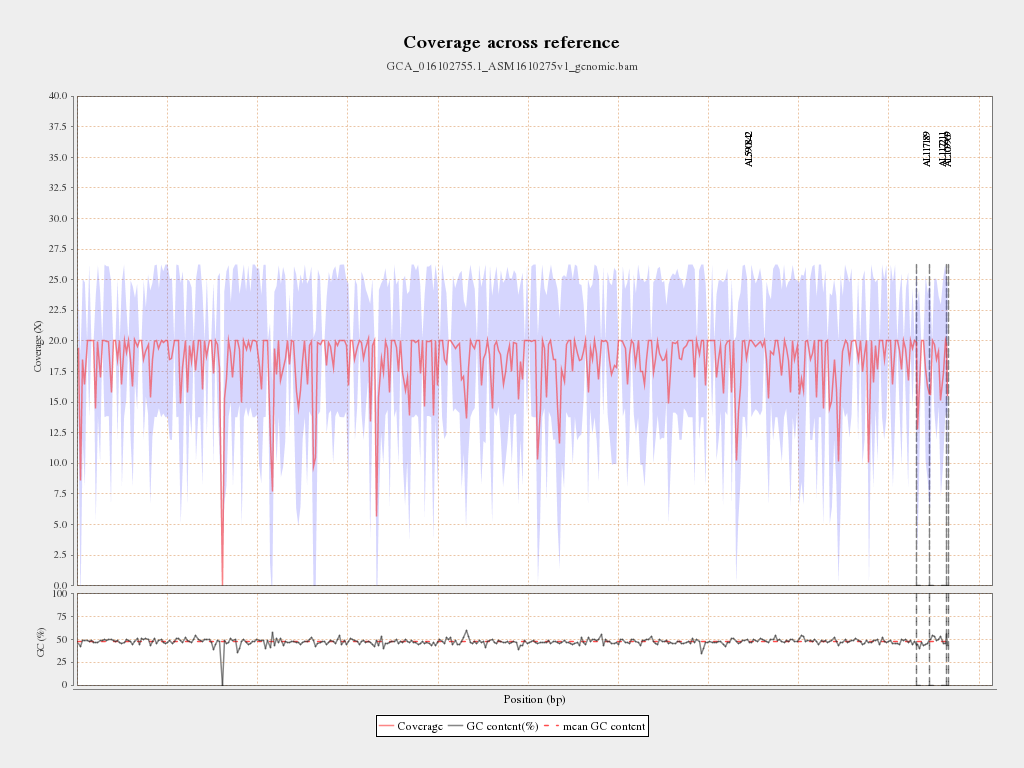 Coverage across reference
GCA_016102755.1_ASM1610275v1_genomic.bam
40.0
37.5
35.0
32.5
30.0
27.5
25.0
22.5
20.0
17.5
15.0
12.5
10.0
7.5
5.0
2.5
0.0
Coverage (X)
AL590842
AL117189
AL117211
AL109969
100
75
50
25
0
GC (%)
Position (bp)
Coverage GC content(%) mean GC content